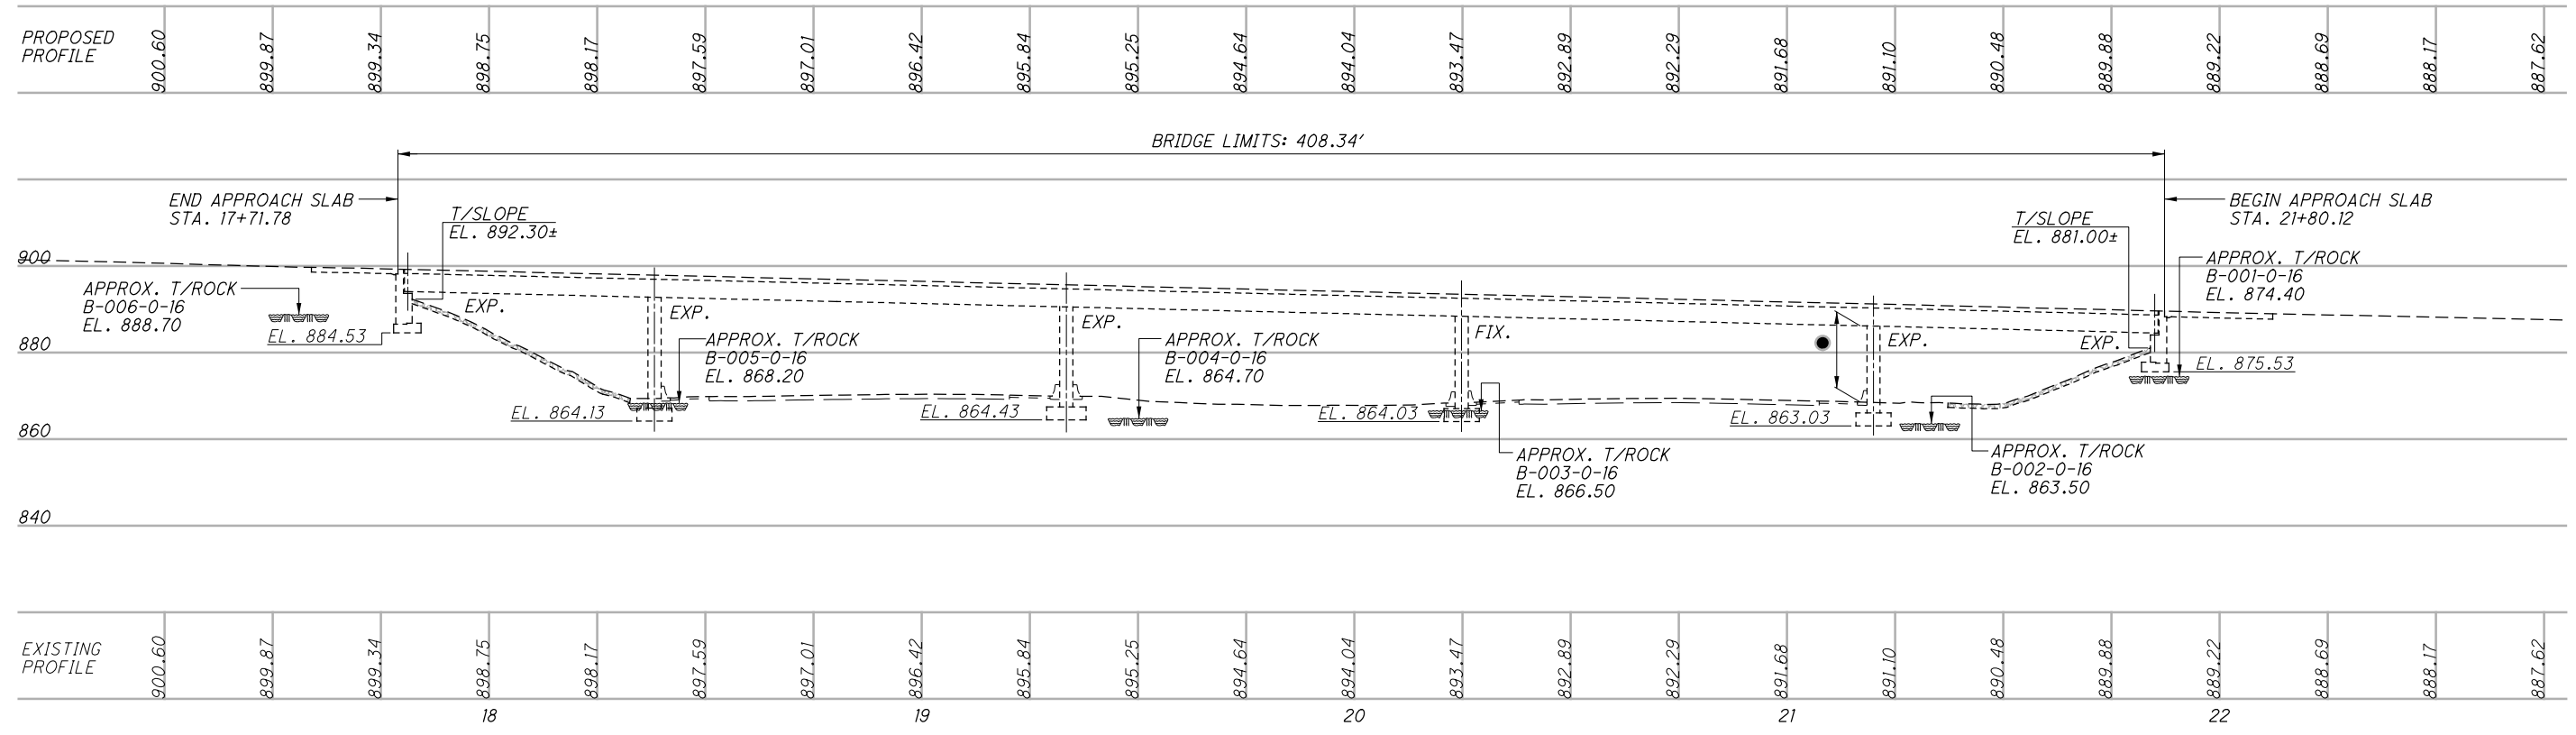 PROPOSED
PROFILE
900.60 899.87 899.34 898.75 898.17 897.59 897.01 896.42 895.84 895.25 894.64 894.04 893.47 892.89 892.29 891.68 891.10 890.48 889.88 889.22 888.69 888.17 887.62
BRIDGE LIMITS: 408.34'
END APPROACH SLAB
STA. 17+71.78
T/SLOPE
EL. 892.30±
T/SLOPE
EL. 881.00±
BEGIN APPROACH SLAB
STA. 21+80.12
900
APPROX. T/ROCK
B-006-0-16
EL. 888.70
EL. 884.53
EXP.
EXP.
EXP.
FIX.
EXP.
EXP.
APPROX. T/ROCK
B-001-0-16
EL. 874.40
880
APPROX. T/ROCK
B-005-0-16
EL. 868.20
APPROX. T/ROCK
B-004-0-16
EL. 864.70
EL. 875.53
EL. 864.13
EL. 864.43
EL. 864.03
EL. 863.03
860
APPROX. T/ROCK
B-003-0-16
EL. 866.50
APPROX. T/ROCK
B-002-0-16
EL. 863.50
840
EXISTING
PROFILE
900.60 899.87 899.34 898.75 898.17 897.59 897.01 896.42 895.84 895.25 894.64 894.04 893.47 892.89 892.29 891.68 891.10 890.48 889.88 889.22 888.69 888.17 887.62
18 19 20 21 22